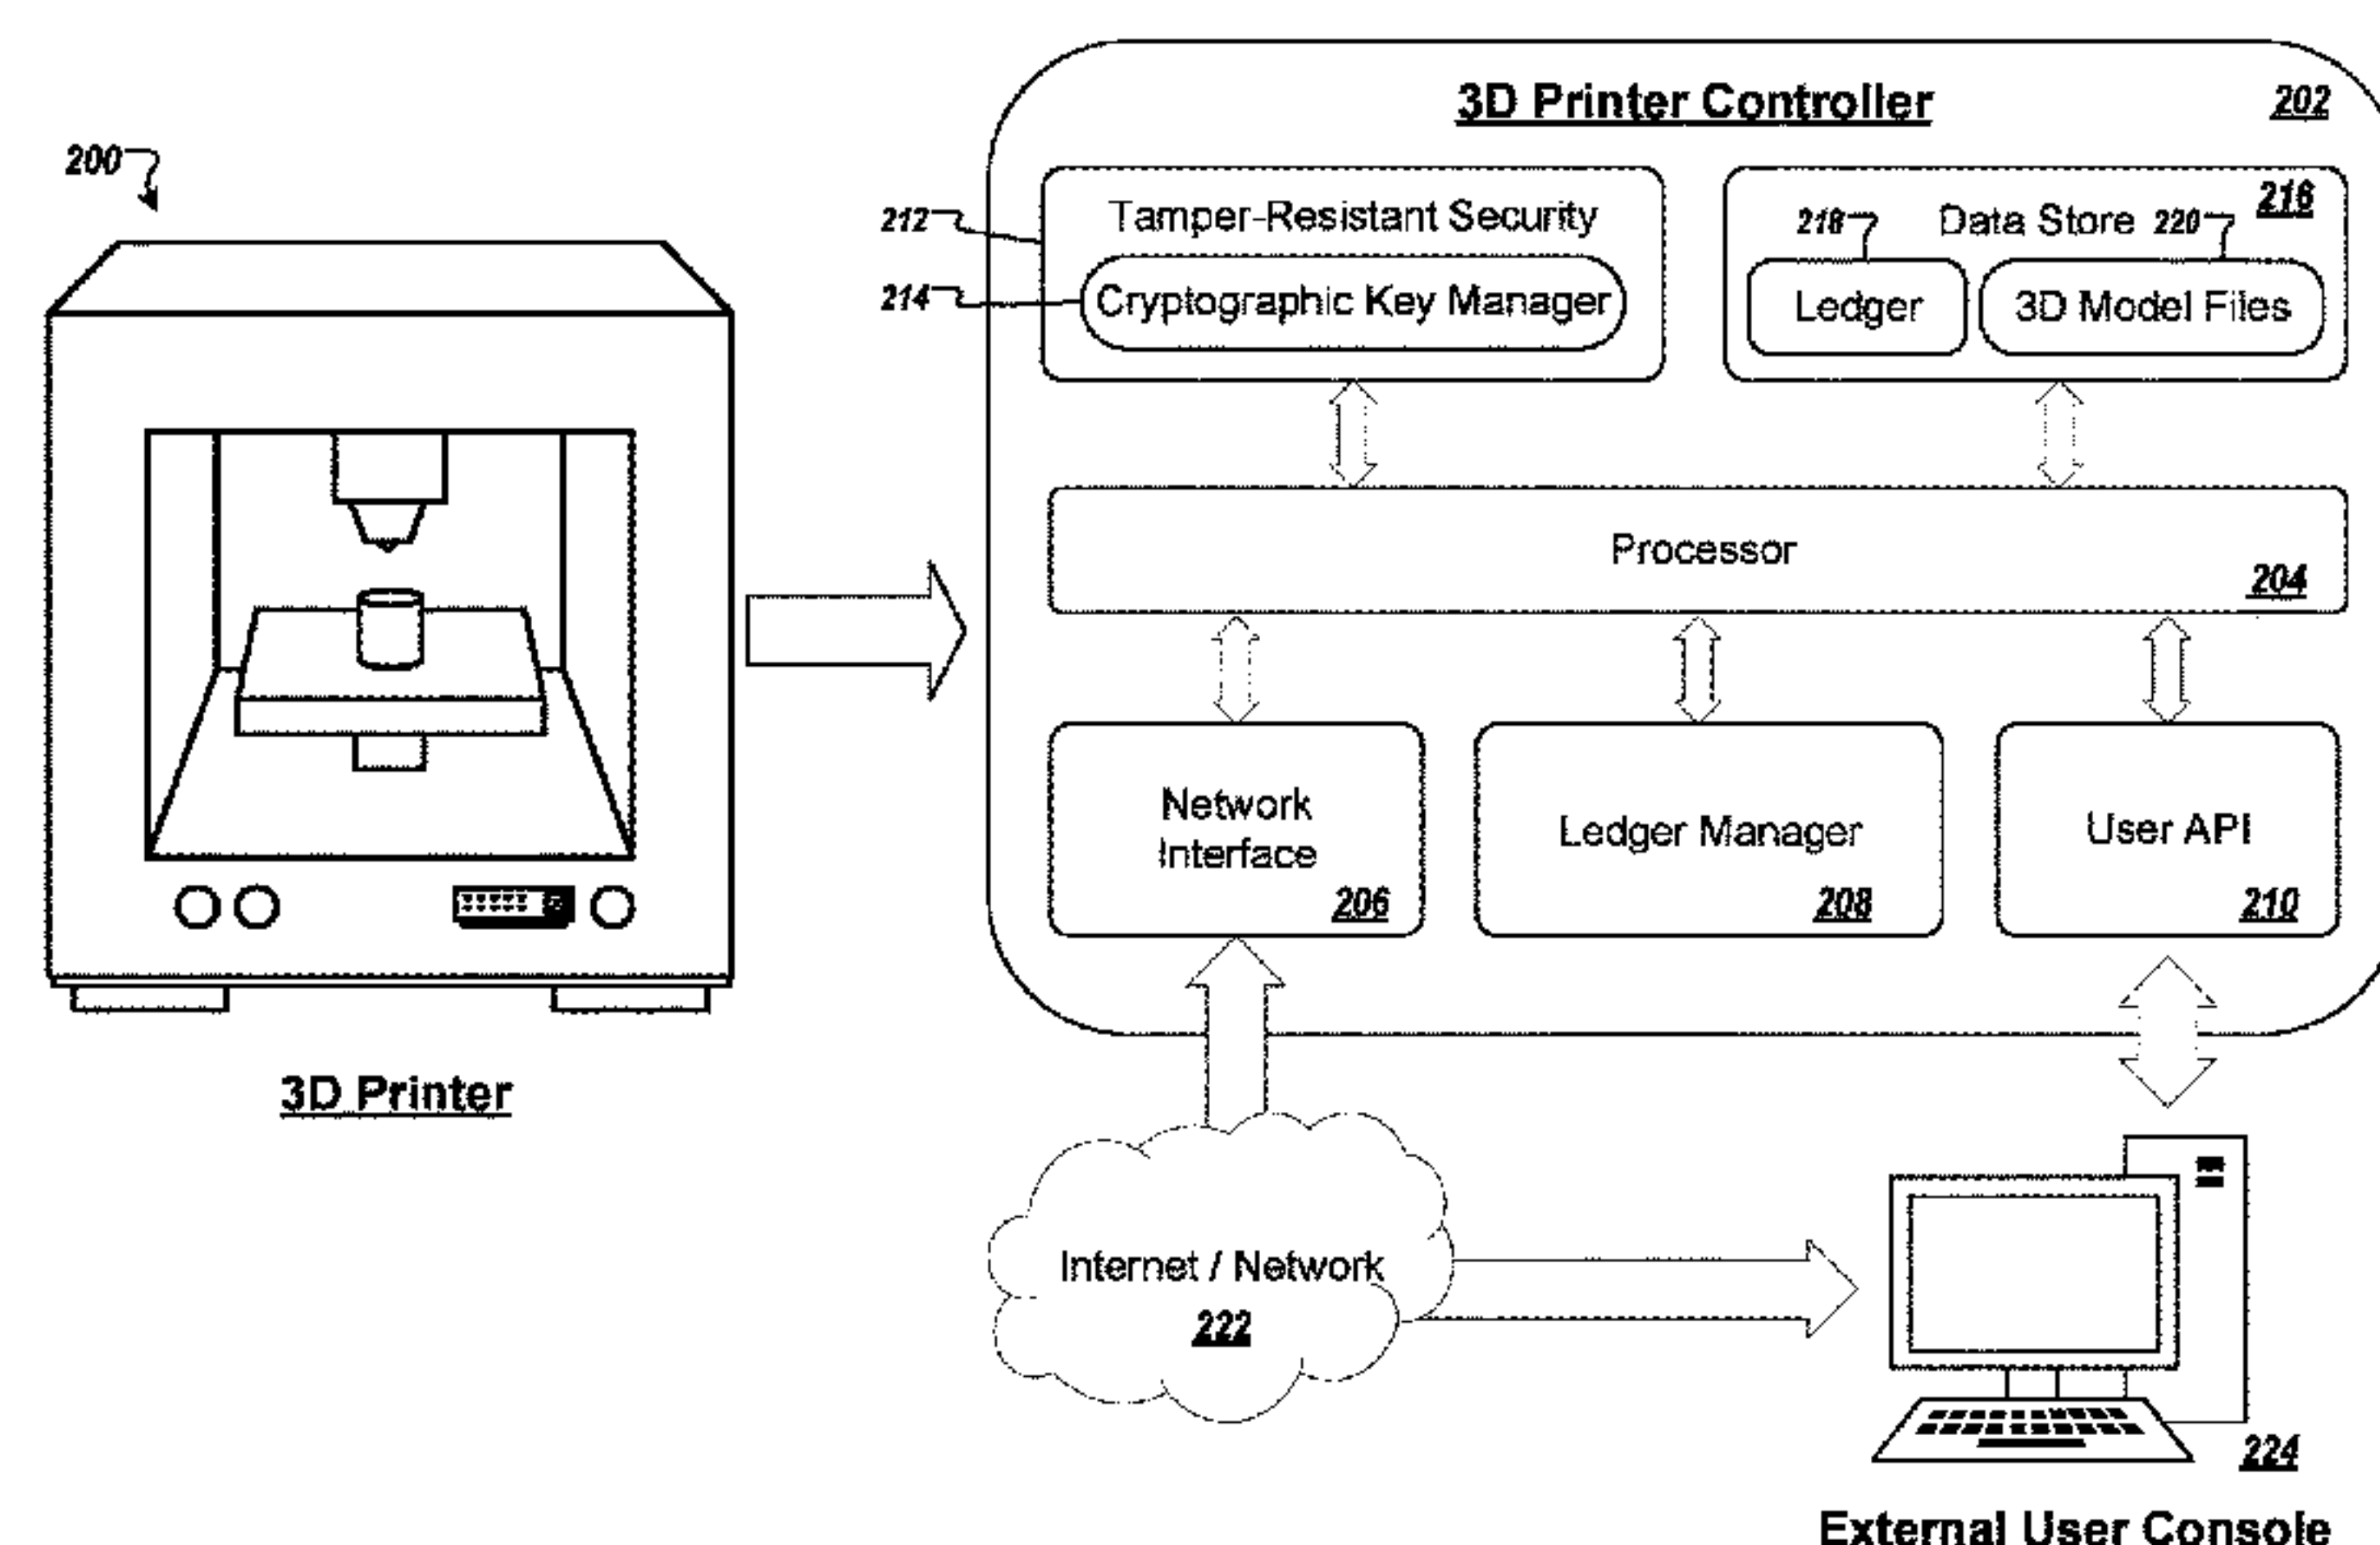 3D Printer Controller 202
200
212 Tamper-Resistant Security
214 Cryptographic Key Manager
216
218 Data Store 220
Ledger 3D Model Files
Processor
204
Network
Interface
206
Ledger Manager
208
User API
210
3D Printer
Internet / Network
222
224
External User Console